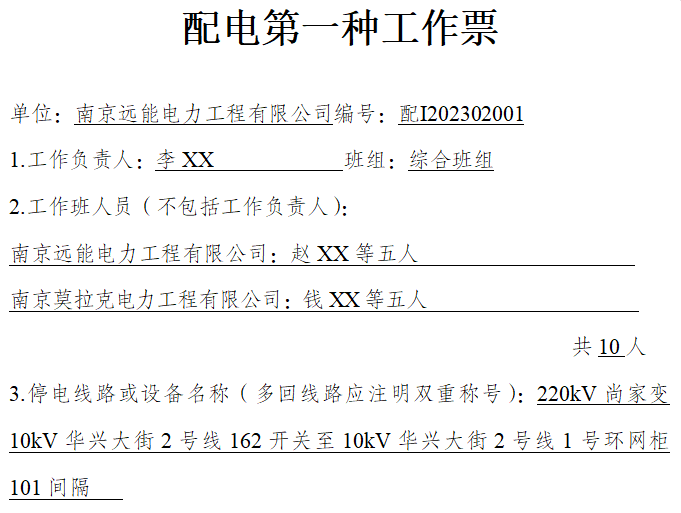 配电第一种工作票
单位：南京远能电力工程有限公司编号：配I202302001
1.工作负责人：李 XX 班组：综合班组
2.工作班人员（不包括工作负责人）：
南京远能电力工程有限公司：赵 XX 等五人
南京莫拉克电力工程有限公司：钱 XX 等五人
共 10 人
3.停电线路或设备名称（多回线路应注明双重称号）：220kV 尚家变
10kV 华兴大街 2 号线 162 开关至 10kV 华兴大街 2 号线 1 号环网柜
101 间隔